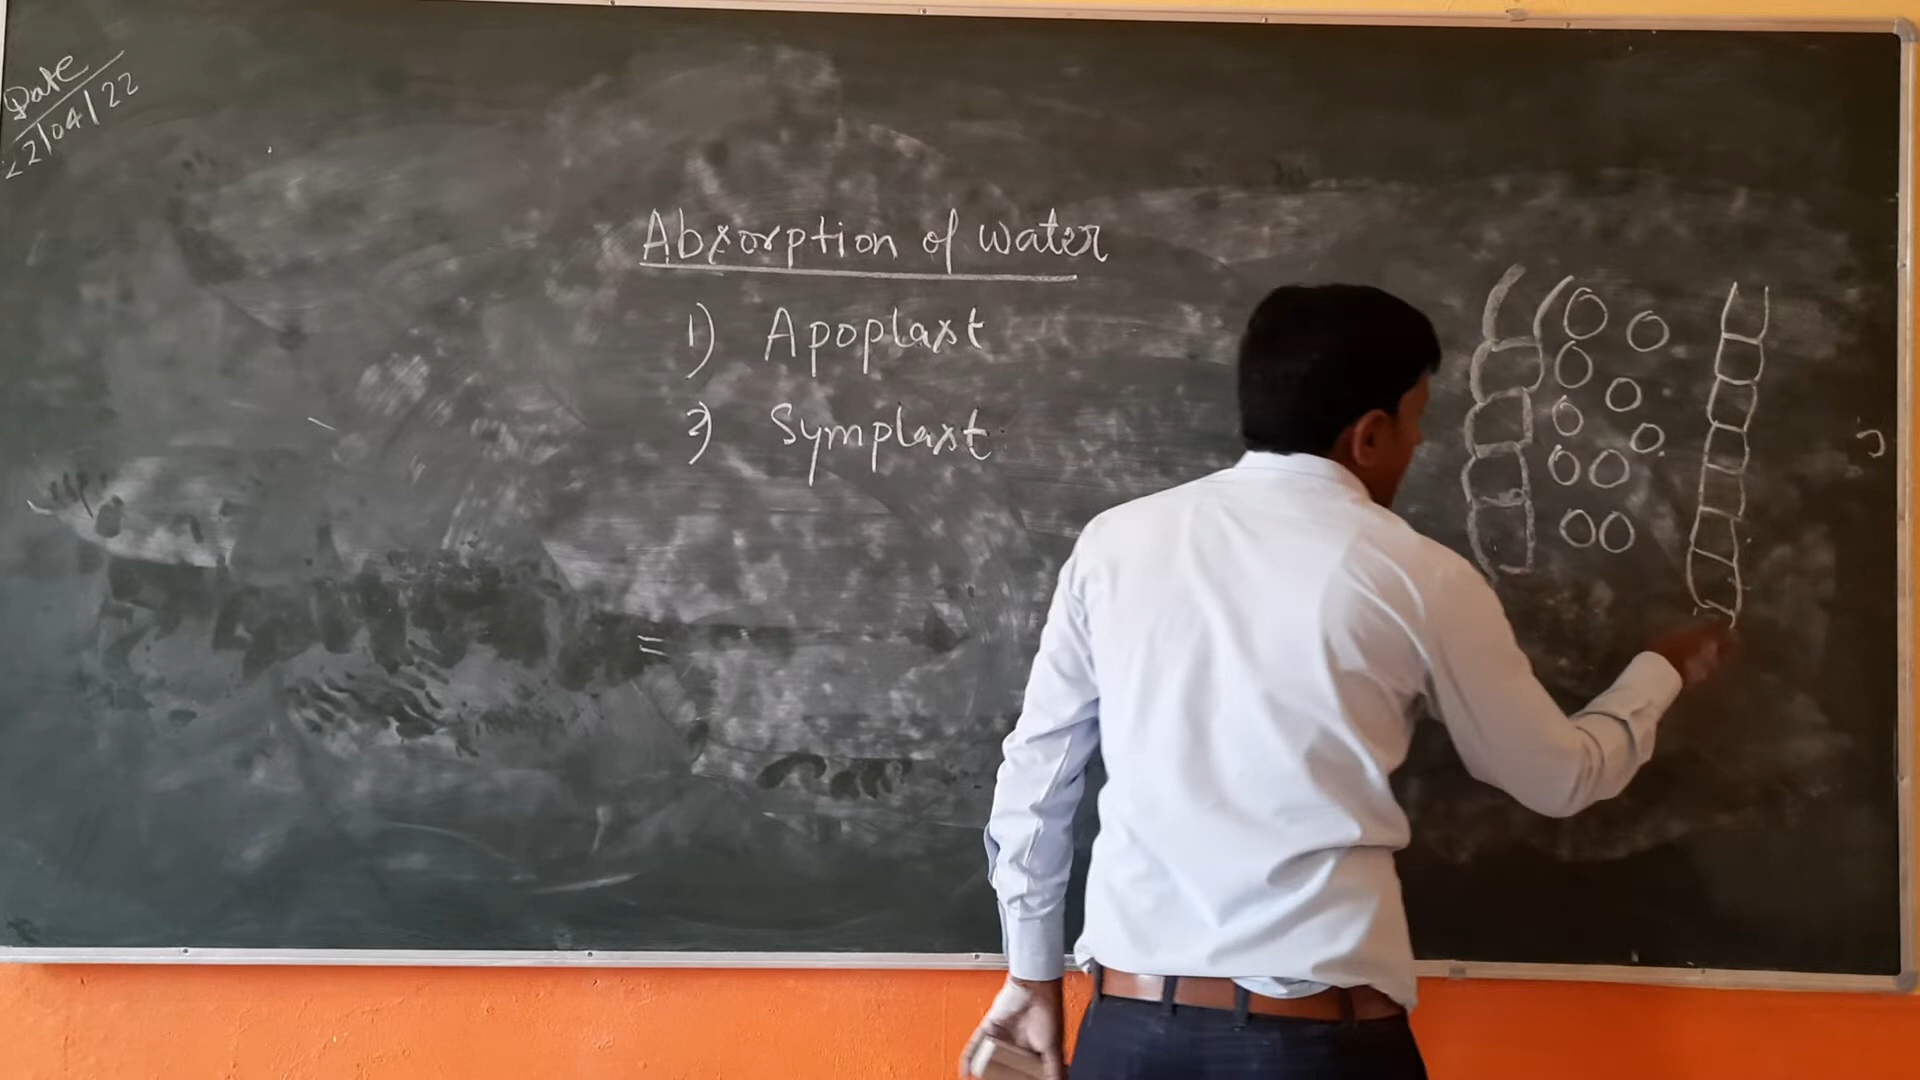 Date
22/04/22
Absorption of water
1) Apoplast
2) Symplast
=